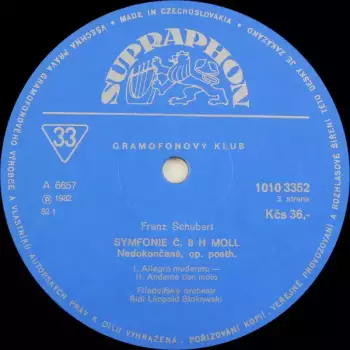 MADE IN CZECHOSLOVAKIA • VŠECHNA PRÁVA GRAMOFONOVÉHO VÝROBCE A VLASTNÍKŮ AUTORSKÝCH PRÁV K DÍLU VYHRAZENA. POŘIZOVÁNÍ KOPIÍ, VEŘEJNÉ PROVOZOVÁNÍ A ROZHLASOVÉ ŠÍŘENÍ TÉTO DESKY JE ZAKÁZÁNO
SUPRAPHON
33
GRAMOFONOVÝ KLUB
A 6657
Ⓟ 1982
1010 3352
3. strana
Kčs 36,-
Franz Schubert
SYMFONIE Č. 8 H MOLL
Nedokončená, op. posth.
I. Allegro moderato —
II. Andante con moto
Filadelfský orchestr
řídí Leopold Stokowski